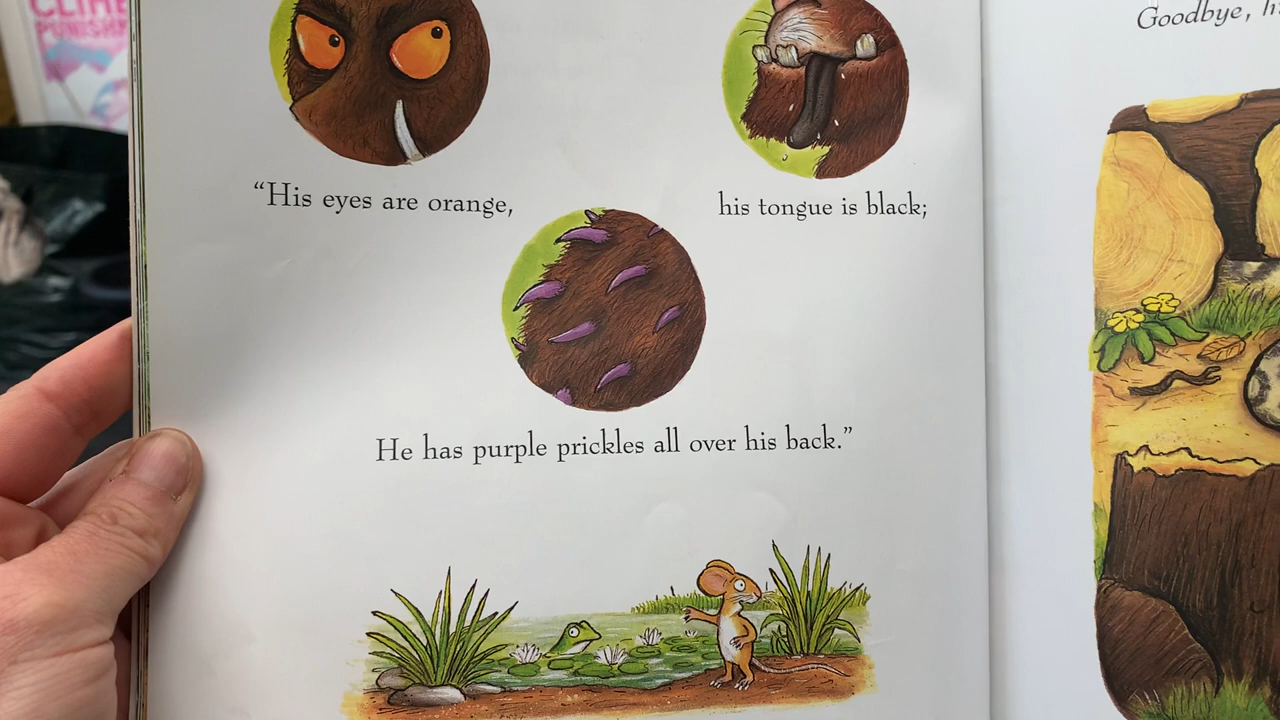 “His eyes are orange,
his tongue is black;
He has purple prickles all over his back.”
Goodbye,